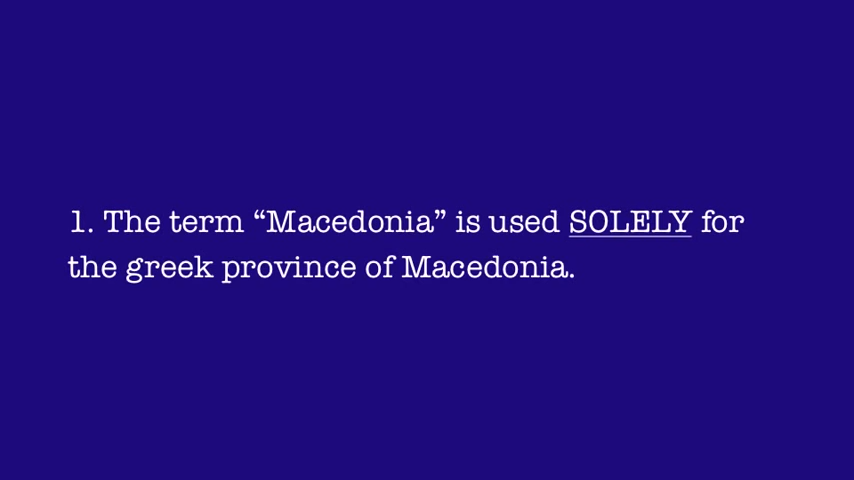 1. The term “Macedonia” is used SOLELY for
the greek province of Macedonia.